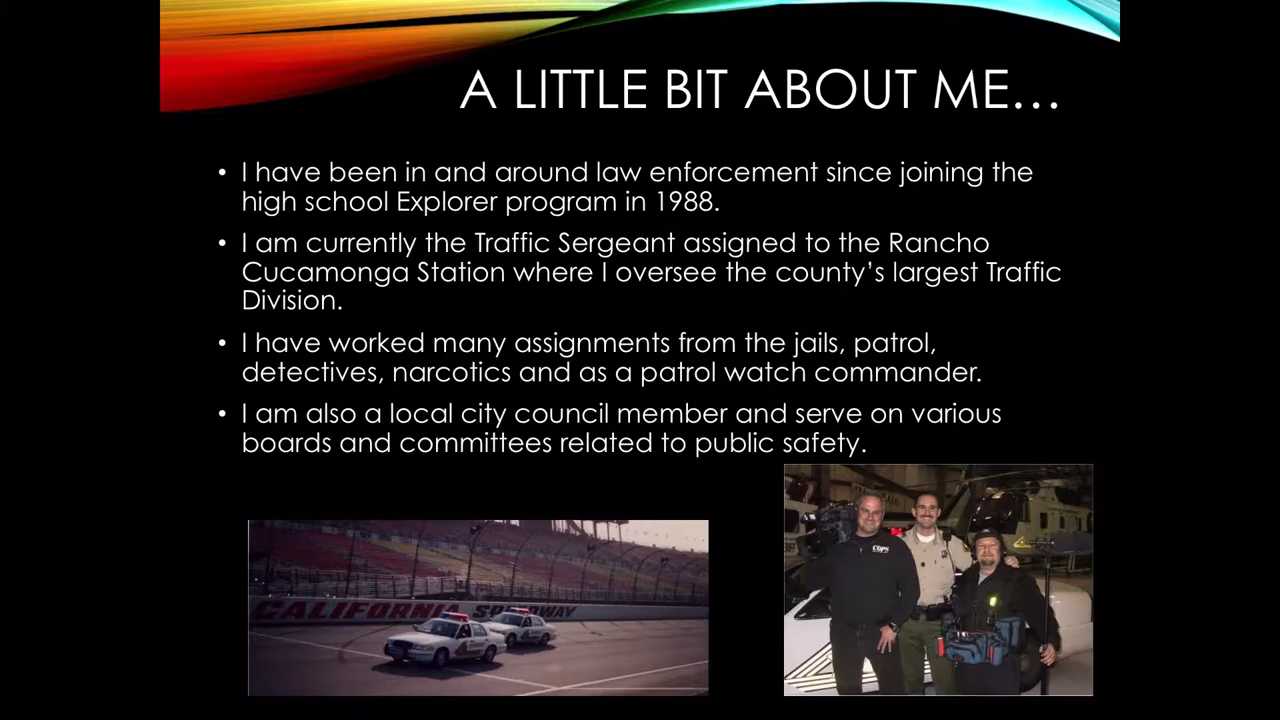 A LITTLE BIT ABOUT ME…
• I have been in and around law enforcement since joining the
high school Explorer program in 1988.
• I am currently the Traffic Sergeant assigned to the Rancho
Cucamonga Station where I oversee the county’s largest Traffic
Division.
• I have worked many assignments from the jails, patrol,
detectives, narcotics and as a patrol watch commander.
• I am also a local city council member and serve on various
boards and committees related to public safety.
CALIFORNIA SPEEDWAY
COPS